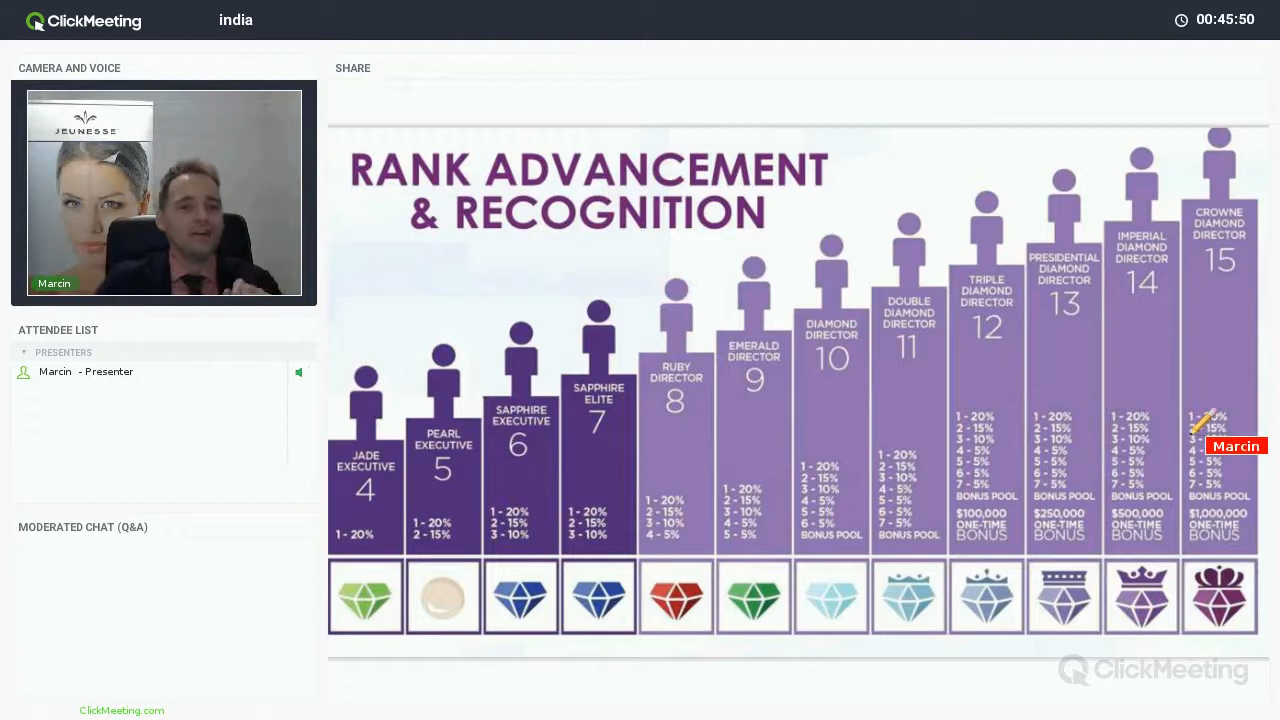 ClickMeeting
india
00:45:50
CAMERA AND VOICE
JEUNESSE
Marcin
ATTENDEE LIST
PRESENTERS
Marcin - Presenter
MODERATED CHAT (Q&A)
ClickMeeting.com
SHARE
RANK ADVANCEMENT
& RECOGNITION
JADE
EXECUTIVE
4
1 - 20%
PEARL
EXECUTIVE
5
1 - 20%
2 - 15%
SAPPHIRE
EXECUTIVE
6
1 - 20%
2 - 15%
3 - 10%
SAPPHIRE
ELITE
7
1 - 20%
2 - 15%
3 - 10%
RUBY
DIRECTOR
8
1 - 20%
2 - 15%
3 - 10%
4 - 5%
EMERALD
DIRECTOR
9
1 - 20%
2 - 15%
3 - 10%
4 - 5%
5 - 5%
DIAMOND
DIRECTOR
10
1 - 20%
2 - 15%
3 - 10%
4 - 5%
5 - 5%
6 - 5%
BONUS POOL
DOUBLE
DIAMOND
DIRECTOR
11
1 - 20%
2 - 15%
3 - 10%
4 - 5%
5 - 5%
6 - 5%
7 - 5%
BONUS POOL
TRIPLE
DIAMOND
DIRECTOR
12
1 - 20%
2 - 15%
3 - 10%
4 - 5%
5 - 5%
6 - 5%
7 - 5%
BONUS POOL
$100,000
ONE-TIME
BONUS
PRESIDENTIAL
DIAMOND
DIRECTOR
13
1 - 20%
2 - 15%
3 - 10%
4 - 5%
5 - 5%
6 - 5%
7 - 5%
BONUS POOL
$250,000
ONE-TIME
BONUS
IMPERIAL
DIAMOND
DIRECTOR
14
1 - 20%
2 - 15%
3 - 10%
4 - 5%
5 - 5%
6 - 5%
7 - 5%
BONUS POOL
$500,000
ONE-TIME
BONUS
CROWNE
DIAMOND
DIRECTOR
15
15%
5 - 5%
6 - 5%
7 - 5%
BONUS POOL
$1,000,000
ONE-TIME
BONUS
Marcin
ClickMeeting